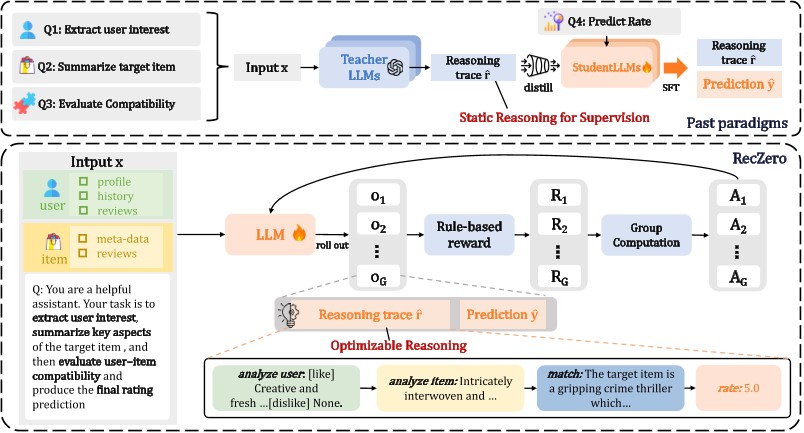 Q1: Extract user interest
Q2: Summarize target item
Q3: Evaluate Compatibility
Input x
Teacher
LLMs
Reasoning
trace r̂
distill
Q4: Predict Rate
StudentLLMs
SFT
Reasoning
trace r̂
Prediction ŷ
Static Reasoning for Supervision
Past paradigms
RecZero
Intput x
user
profile
history
reviews
item
meta-data
reviews
Q: You are a helpful
assistant. Your task is to
extract user interest,
summarize key aspects
of the target item , and
then evaluate user-item
compatibility and
produce the final rating
prediction
LLM
roll out
o1
o2
⋮
oG
Rule-based
reward
R1
R2
⋮
RG
Group
Computation
A1
A2
⋮
AG
Reasoning trace r̂
Prediction ŷ
Optimizable Reasoning
analyze user: [like]
Creative and
fresh ...[dislike] None.
analyze item: Intricately
interwoven and ...
match: The target item is
a gripping crime thriller
which...
rate: 5.0